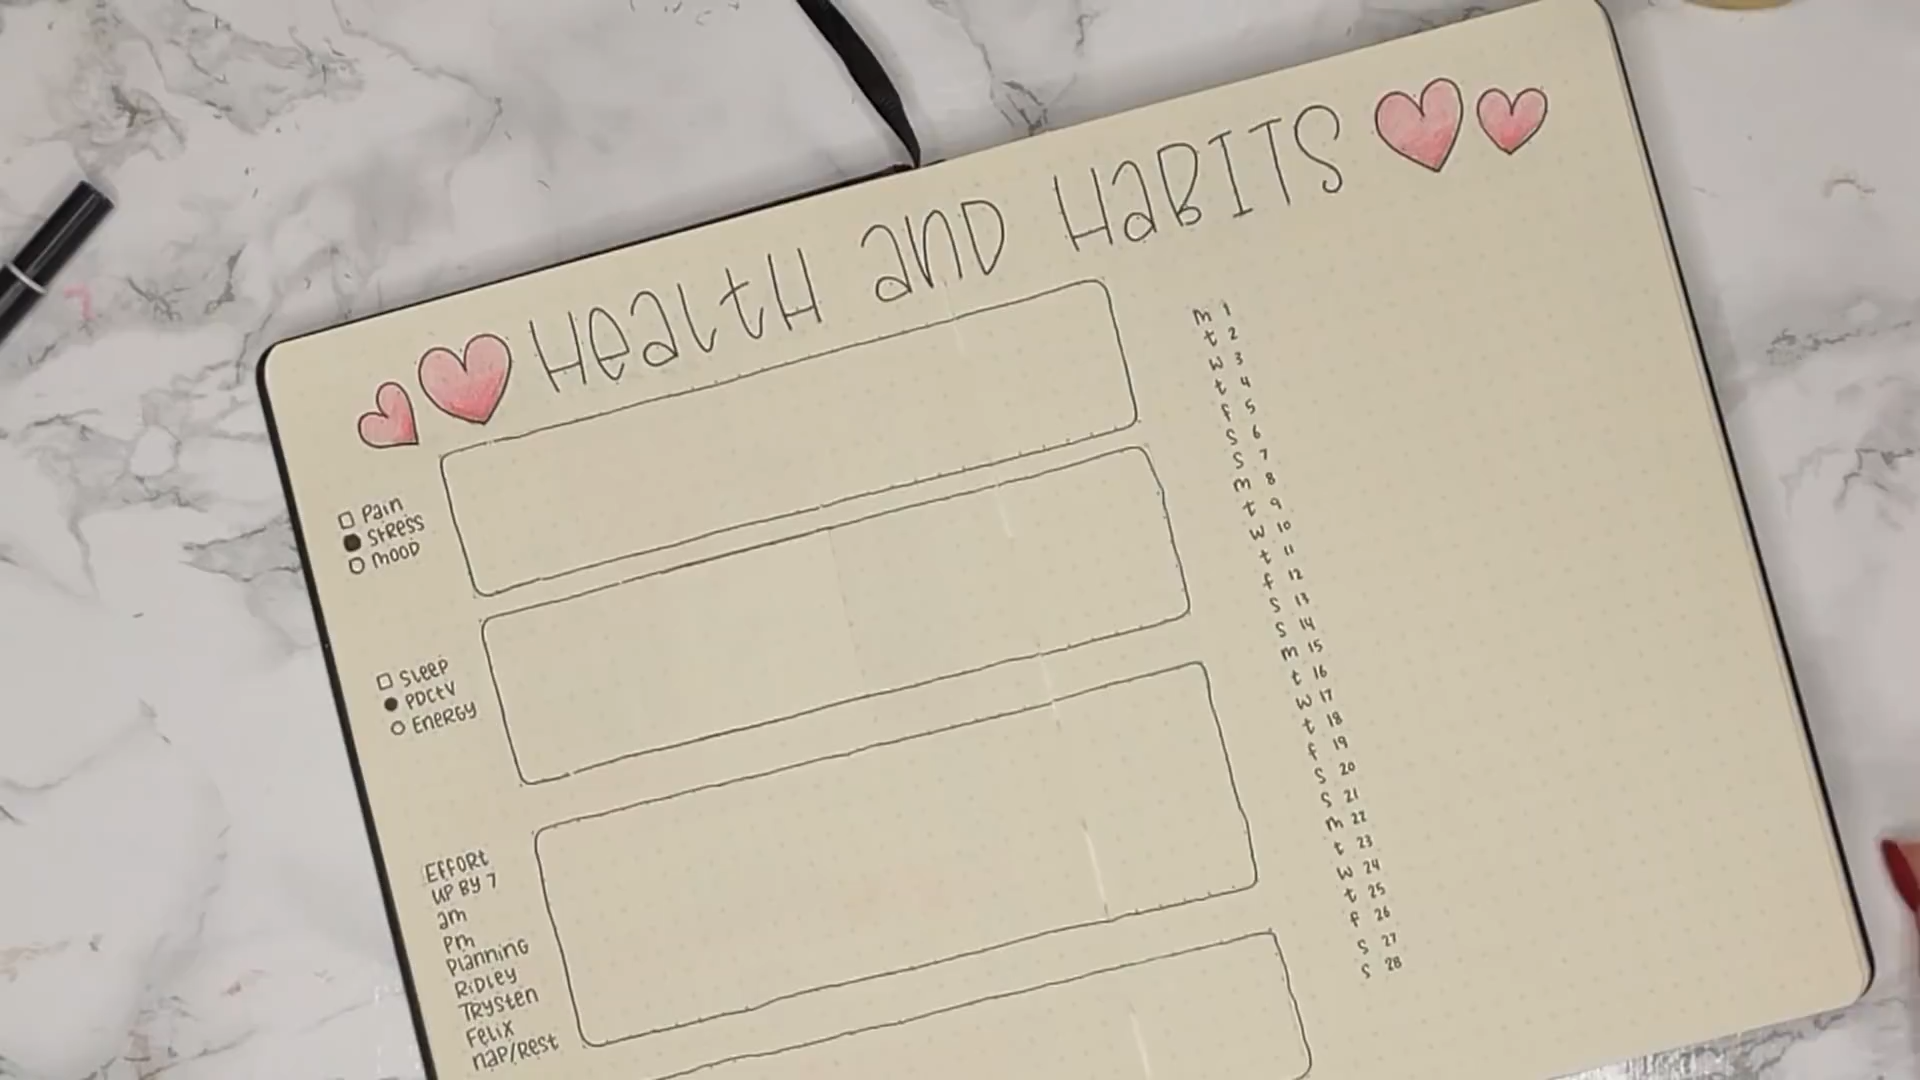 HeaLtH and HaBITS
Pain
StRESS
mOOD
SLeeP
PDCtV
ENERGY
EffORt
UP BY 7
am
Pm
Planning
RiDLEY
TRYSten
FeLix
naP/Rest
m 1
t 2
w 3
t 4
f 5
S 6
S 7
m 8
t 9
w 10
t 11
f 12
S 13
S 14
m 15
t 16
w 17
t 18
f 19
S 20
S 21
m 22
t 23
w 24
t 25
f 26
S 27
S 28